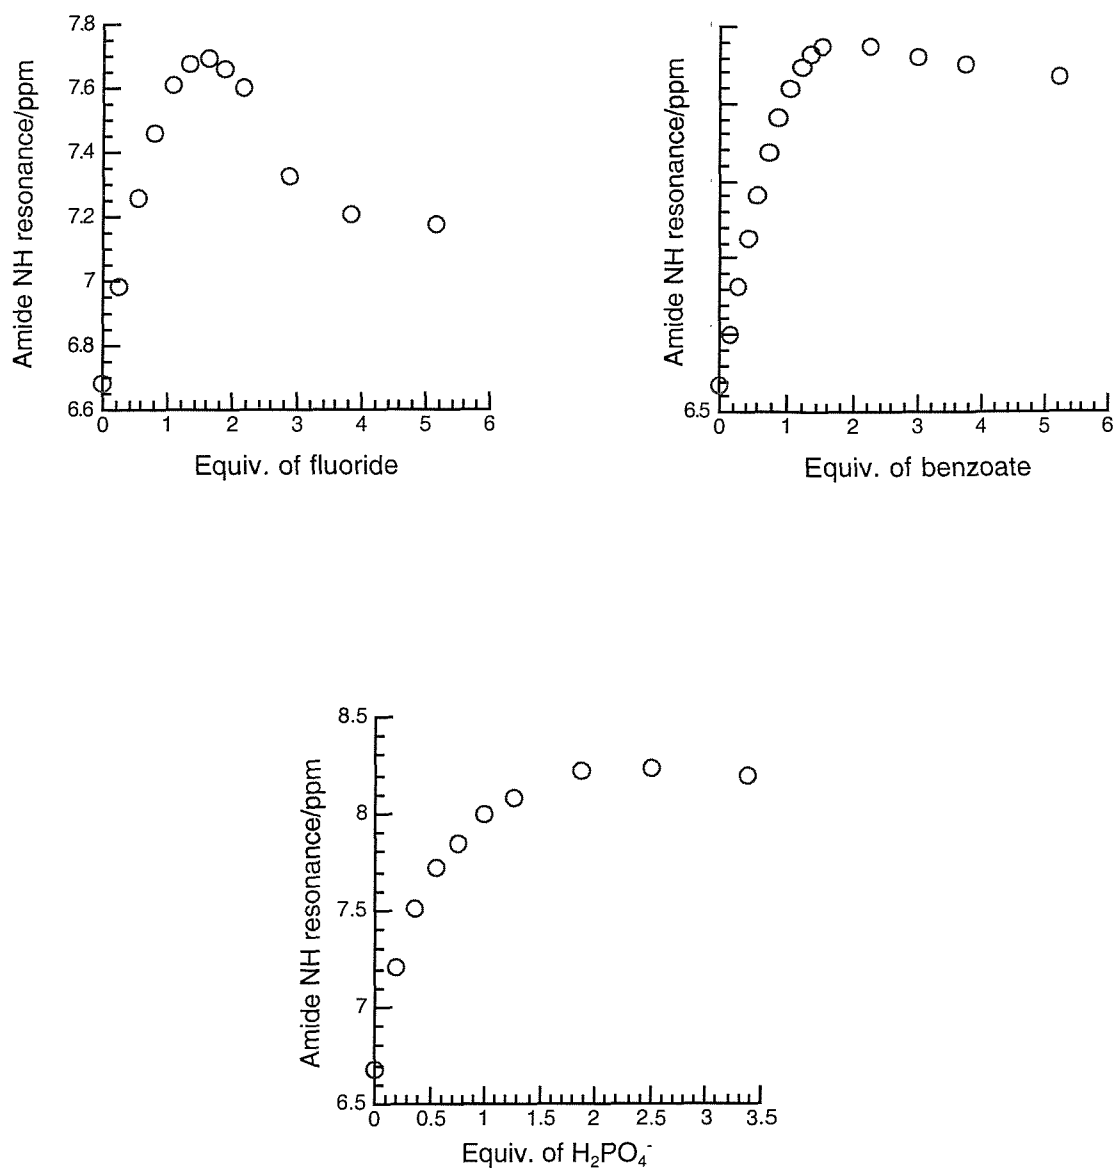 7.8
7.6
7.4
7.2
7
6.8
6.6
Amide NH resonance/ppm
0 1 2 3 4 5 6
Equiv. of fluoride
Amide NH resonance/ppm
6.5
0 1 2 3 4 5 6
Equiv. of benzoate
8.5
8
7.5
7
6.5
Amide NH resonance/ppm
0 0.5 1 1.5 2 2.5 3 3.5
Equiv. of H₂PO₄⁻